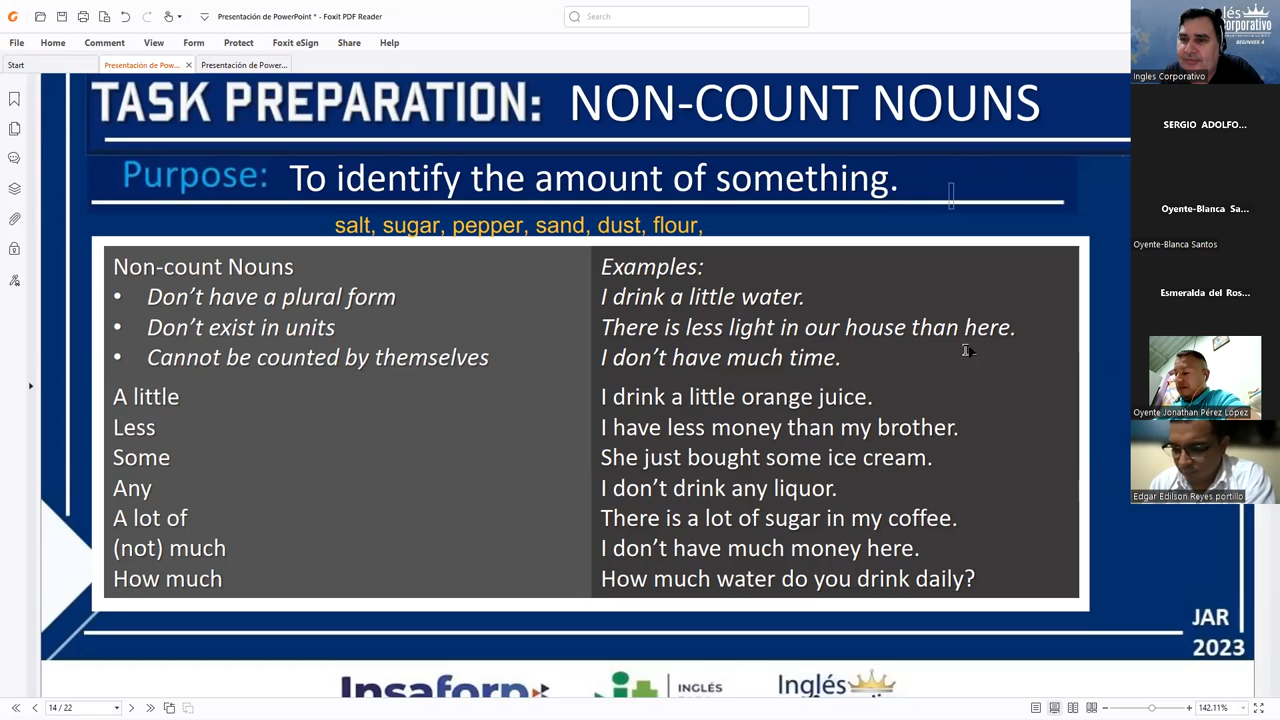 Presentación de PowerPoint * - Foxit PDF Reader
Search
File Home Comment View Form Protect Foxit eSign Share Help
Start
Presentación de Pow...
Presentación de Power...
TASK PREPARATION: NON-COUNT NOUNS
Purpose: To identify the amount of something.
salt, sugar, pepper, sand, dust, flour,
Non-count Nouns
• Don't have a plural form
• Don't exist in units
• Cannot be counted by themselves
A little
Less
Some
Any
A lot of
(not) much
How much
Examples:
I drink a little water.
There is less light in our house than here.
I don't have much time.
I drink a little orange juice.
I have less money than my brother.
She just bought some ice cream.
I don't drink any liquor.
There is a lot of sugar in my coffee.
I don't have much money here.
How much water do you drink daily?
JAR
2023
Insaforp
INGLÉS
Inglés
14 / 22
142.11%
Inglés
Corporativo
BEGINNER 4
Ingles Corporativo
SERGIO ADOLFO...
Oyente-Blanca Sa...
Oyente-Blanca Santos
Esmeralda del Ros...
Oyente Jonathan Pérez López
Edgar Edilson Reyes portillo